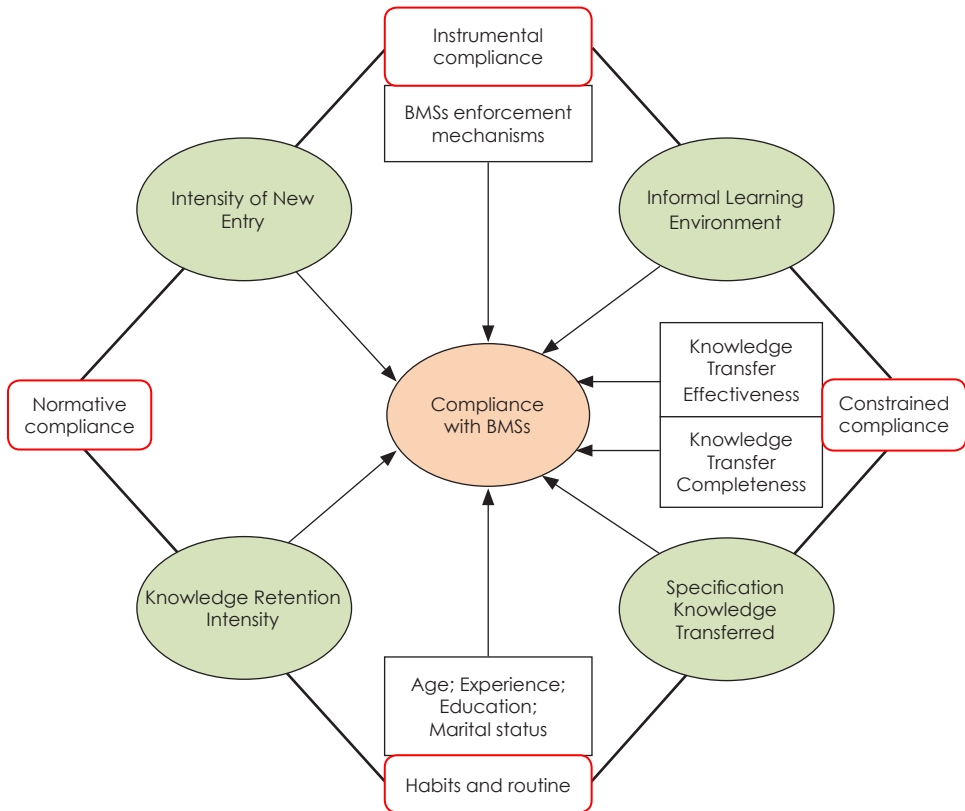 Instrumental
compliance
BMSs enforcement
mechanisms
Intensity of New
Entry
Informal Learning
Environment
Knowledge
Transfer
Effectiveness
Normative
compliance
Compliance
with BMSs
Constrained
compliance
Knowledge
Transfer
Completeness
Knowledge Retention
Intensity
Specification
Knowledge
Transferred
Age; Experience;
Education;
Marital status
Habits and routine